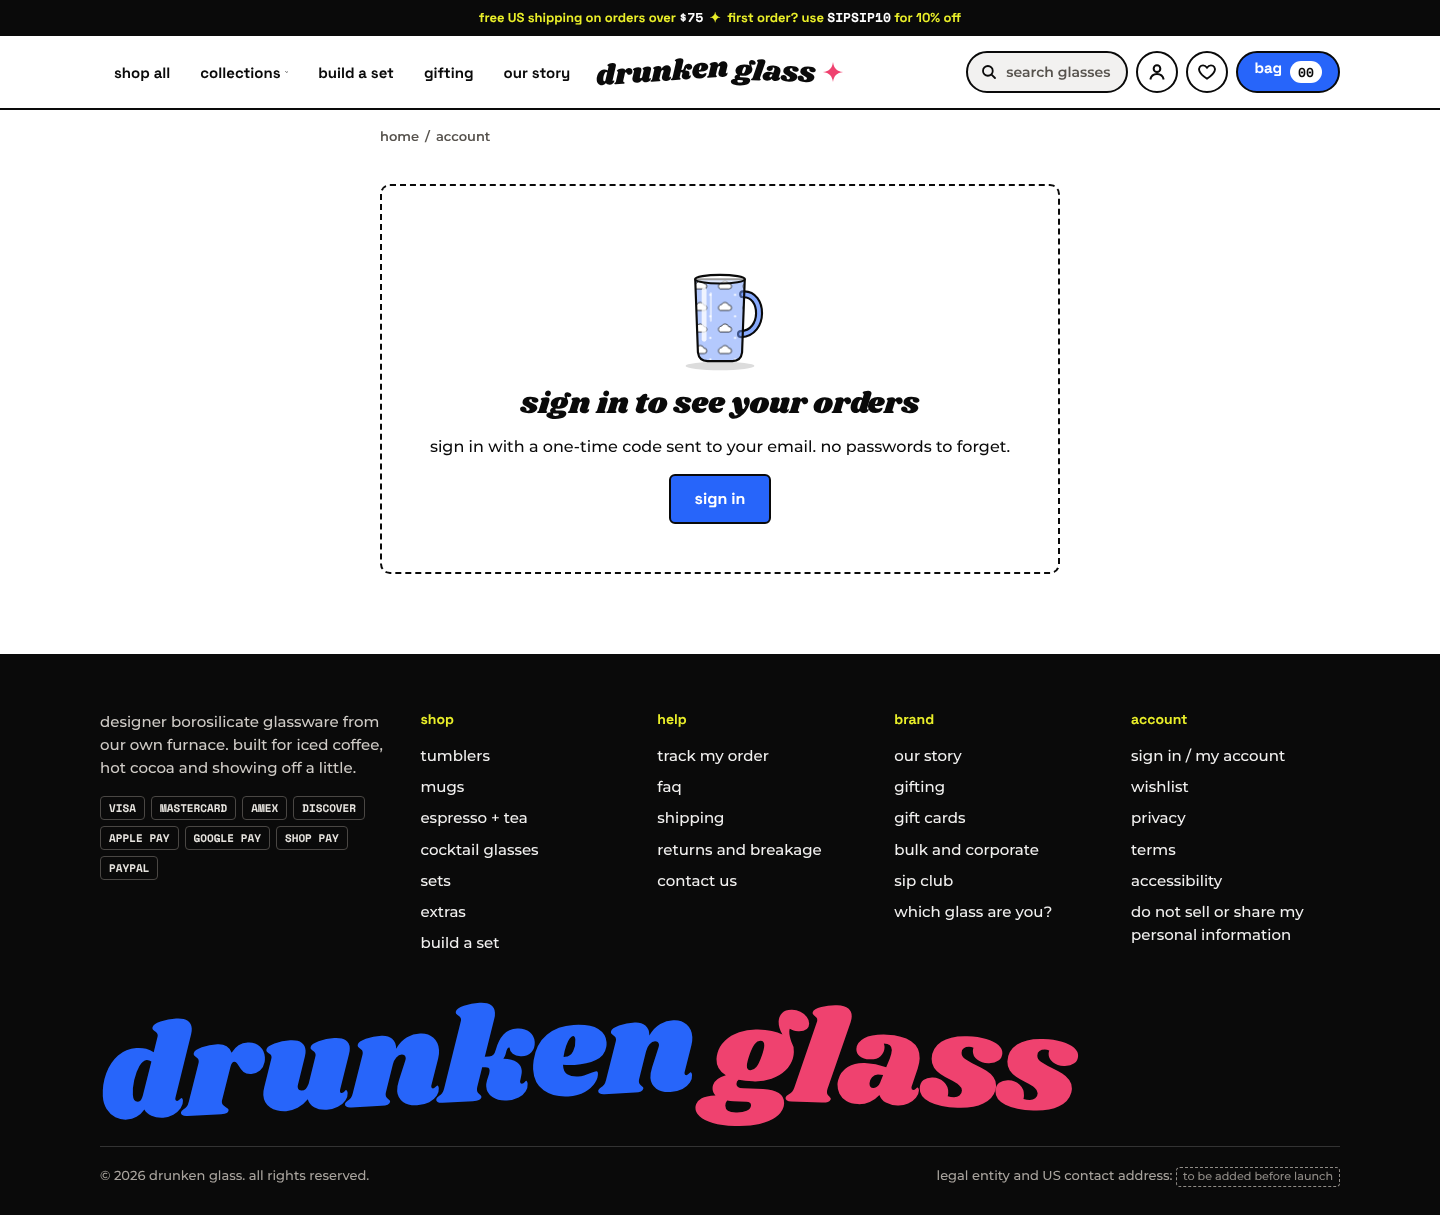 free US shipping on orders over $75 ✦ first order? use SIPSIP10 for 10% off
shop all
collections
build a set
gifting
our story
drunken glass ✦
search glasses
bag 00
home / account
sign in to see your orders
sign in with a one-time code sent to your email. no passwords to forget.
sign in
designer borosilicate glassware from
our own furnace. built for iced coffee,
hot cocoa and showing off a little.
VISA
MASTERCARD
AMEX
DISCOVER
APPLE PAY
GOOGLE PAY
SHOP PAY
PAYPAL
shop
tumblers
mugs
espresso + tea
cocktail glasses
sets
extras
build a set
help
track my order
faq
shipping
returns and breakage
contact us
brand
our story
gifting
gift cards
bulk and corporate
sip club
which glass are you?
account
sign in / my account
wishlist
privacy
terms
accessibility
do not sell or share my
personal information
drunken glass
© 2026 drunken glass. all rights reserved.
legal entity and US contact address: to be added before launch